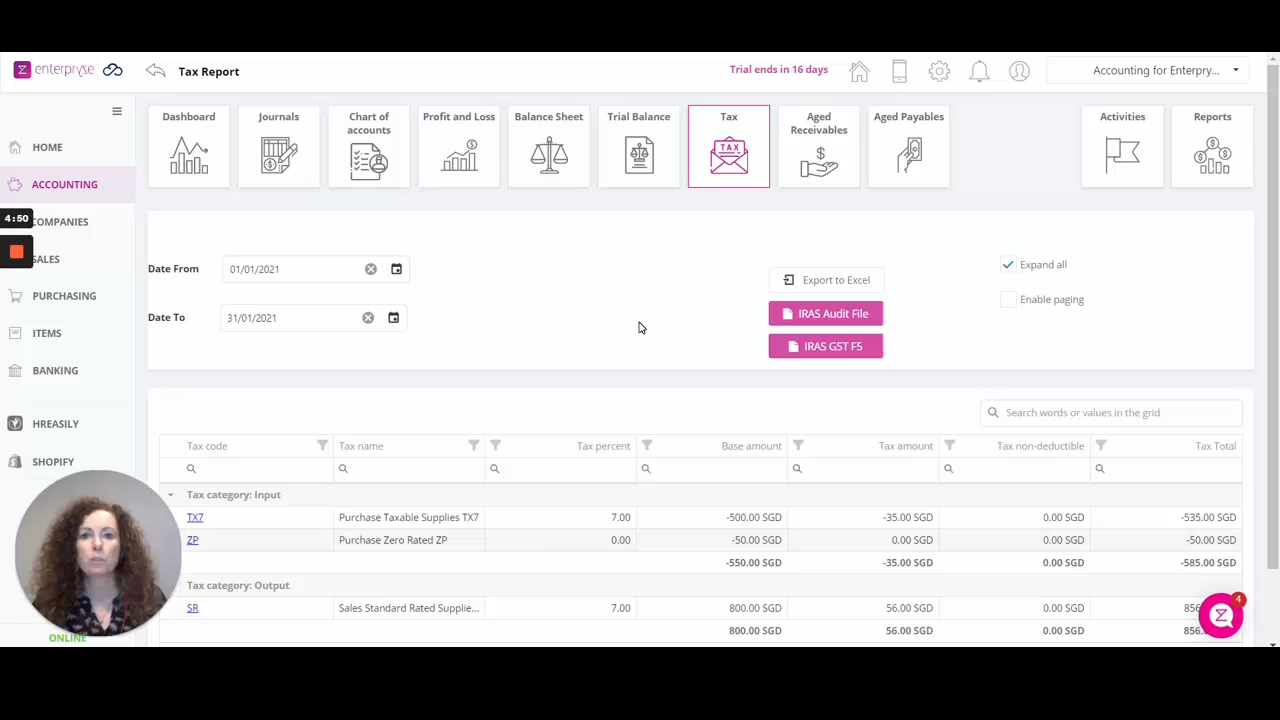 enterpryse
Tax Report
Trial ends in 16 days
Accounting for Enterpry...
Dashboard
Journals
Chart of
accounts
Profit and Loss
Balance Sheet
Trial Balance
Tax
TAX
Aged
Receivables
Aged Payables
Activities
Reports
HOME
ACCOUNTING
4:50
COMPANIES
SALES
PURCHASING
ITEMS
BANKING
HREASILY
SHOPIFY
ONLINE
Date From 01/01/2021
Date To 31/01/2021
Export to Excel
IRAS Audit File
IRAS GST F5
Expand all
Enable paging
Search words or values in the grid
Tax code Tax name Tax percent Base amount Tax amount Tax non-deductible Tax Total
Tax category: Input
TX7 Purchase Taxable Supplies TX7 7.00 -500.00 SGD -35.00 SGD 0.00 SGD -535.00 SGD
ZP Purchase Zero Rated ZP 0.00 -50.00 SGD 0.00 SGD 0.00 SGD -50.00 SGD
-550.00 SGD -35.00 SGD 0.00 SGD -585.00 SGD
Tax category: Output
SR Sales Standard Rated Supplie... 7.00 800.00 SGD 56.00 SGD 0.00 SGD 856
800.00 SGD 56.00 SGD 0.00 SGD 856.
4